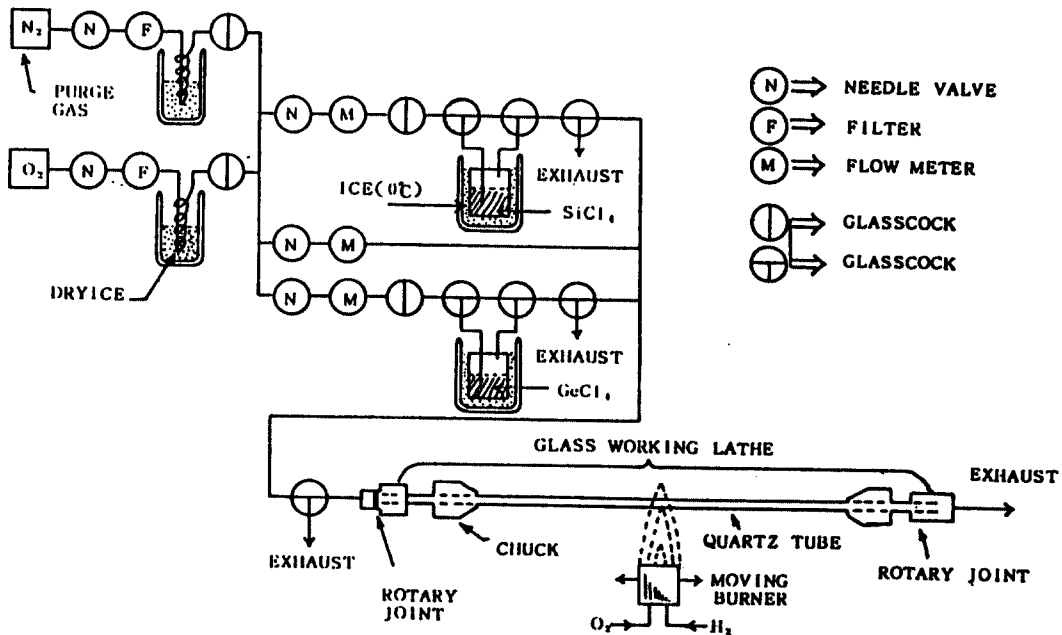 N₂
N
F
PURGE
GAS
O₂
N
F
DRYICE
N
M
EXHAUST
ICE(0℃)
SiCl₄
N
M
N
M
EXHAUST
GeCl₄
N
NEEDLE VALVE
F
FILTER
M
FLOW METER
GLASSCOCK
GLASSCOCK
GLASS WORKING LATHE
EXHAUST
EXHAUST
ROTARY
JOINT
CHUCK
QUARTZ TUBE
ROTARY JOINT
MOVING
BURNER
O₂
H₂